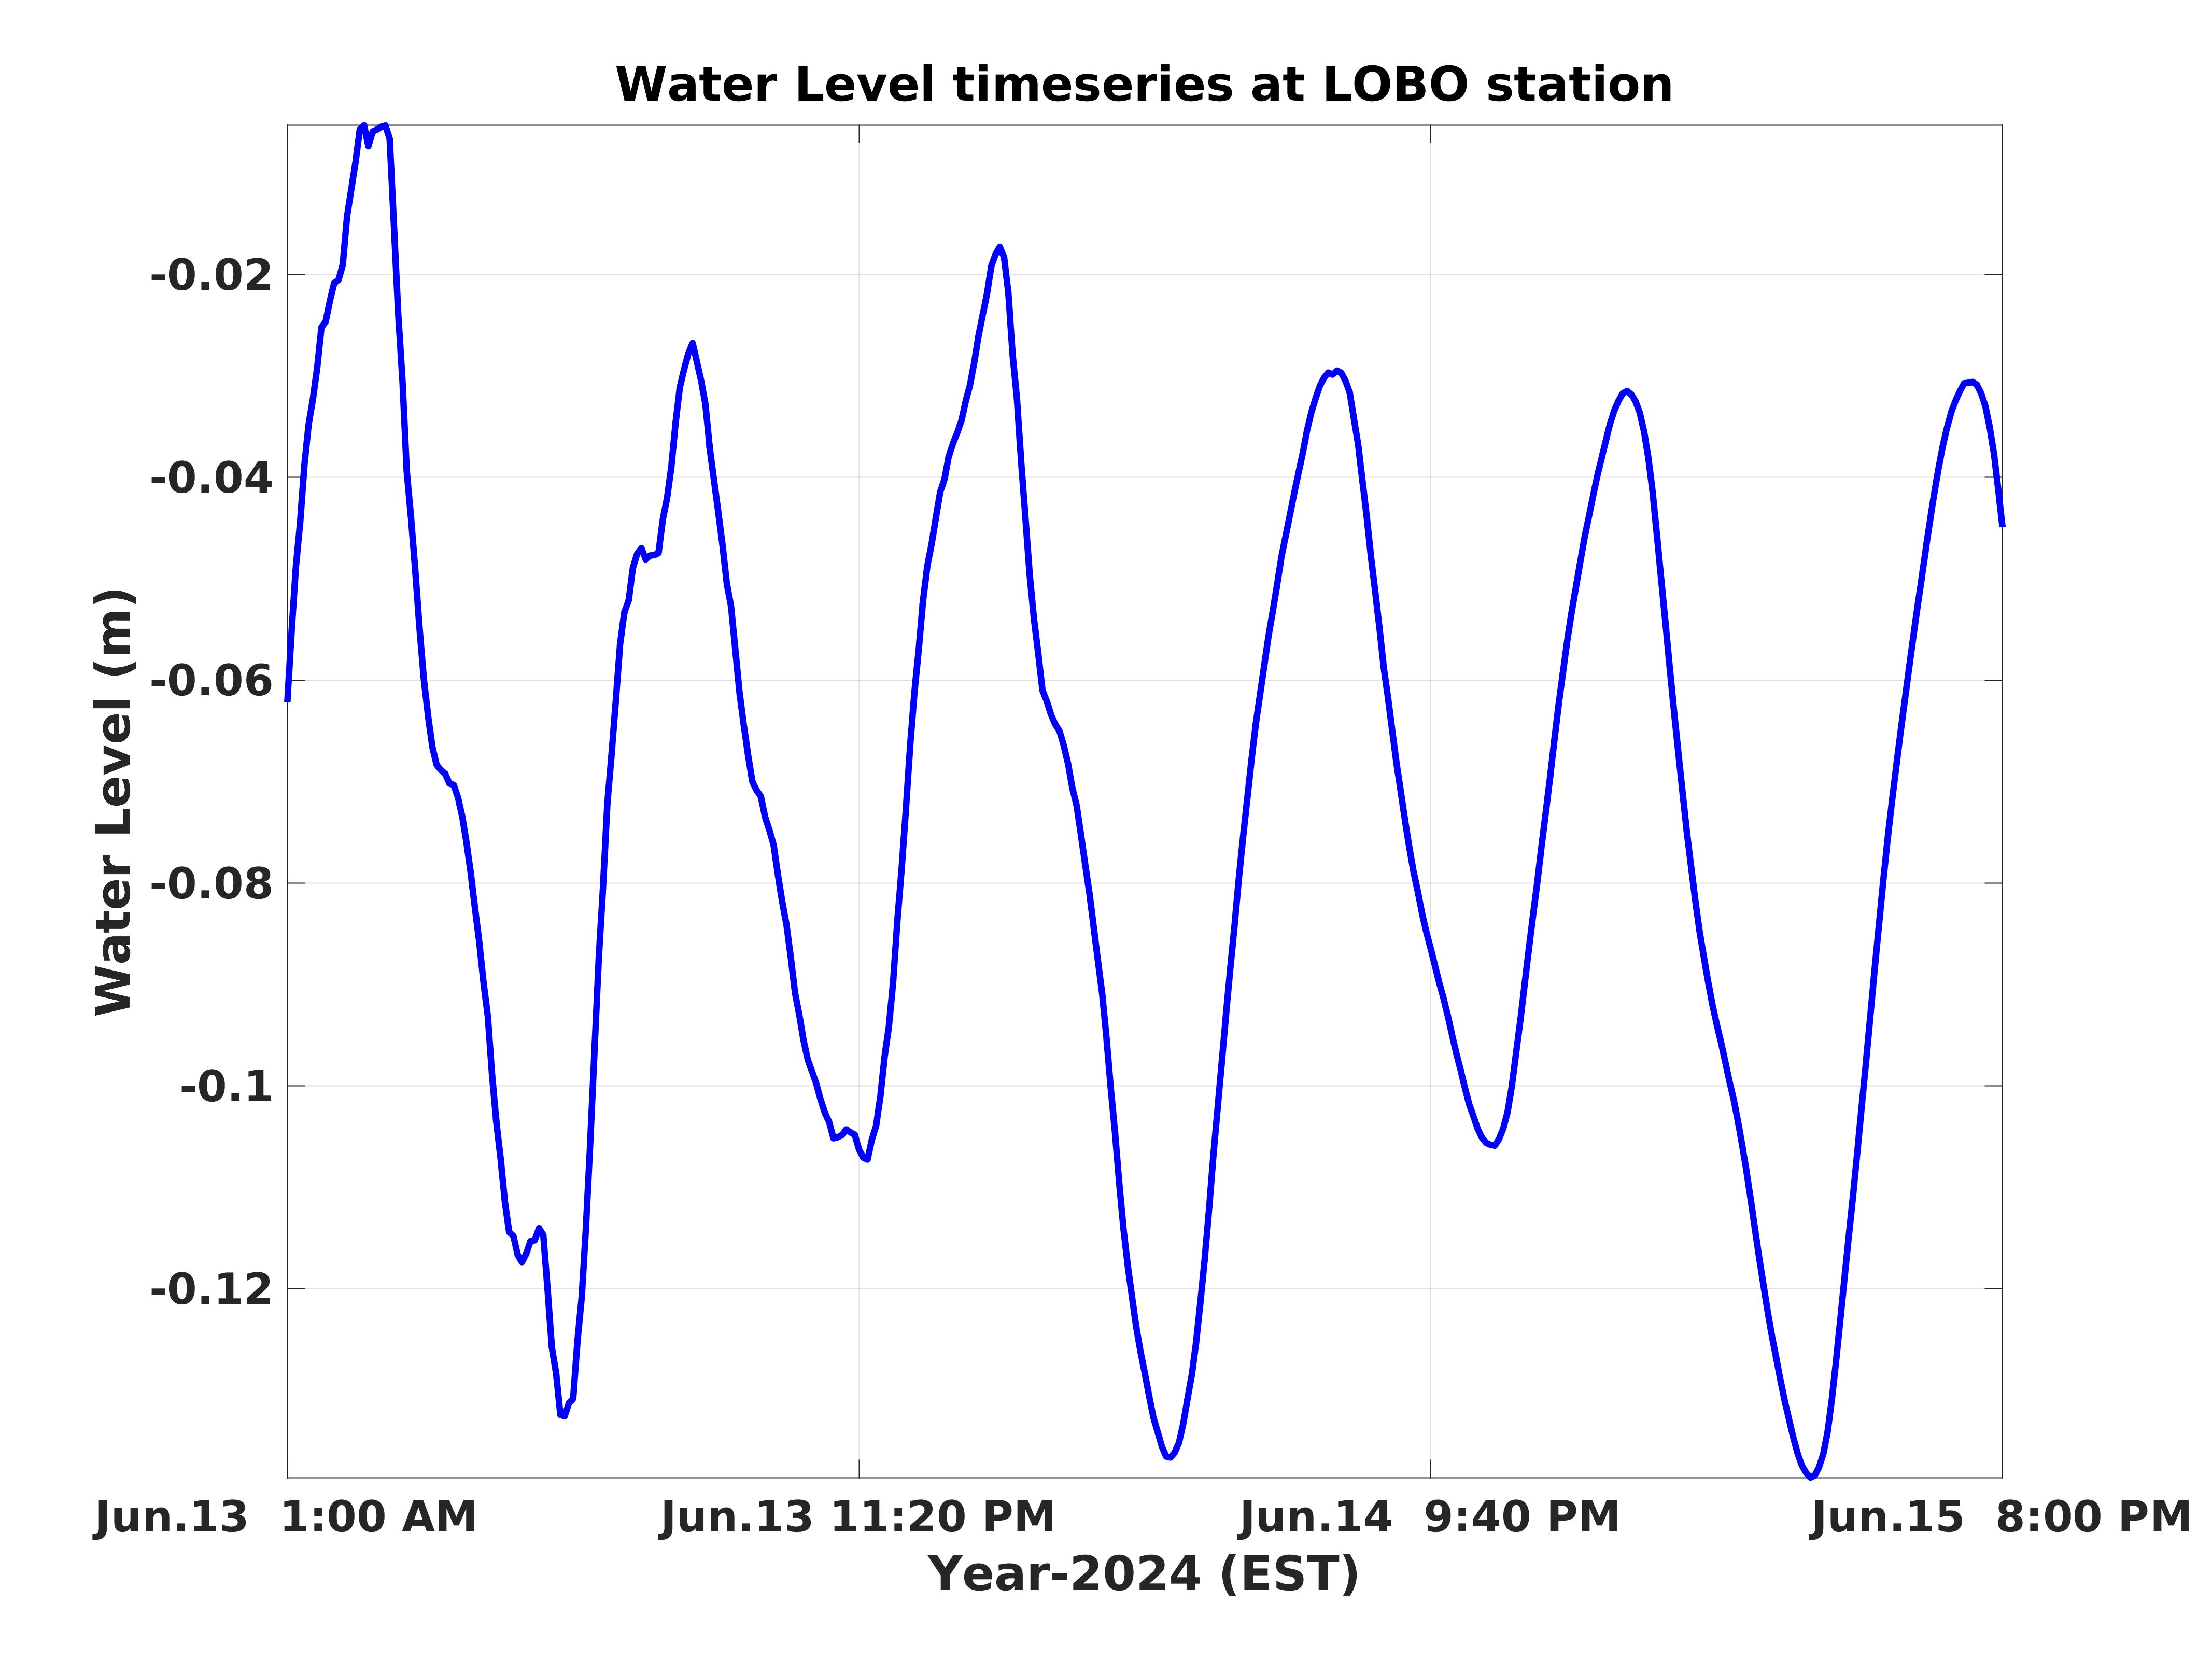 Water Level timeseries at LOBO station
Water Level (m)
-0.02
-0.04
-0.06
-0.08
-0.1
-0.12
Jun.13  1:00 AM
Jun.13 11:20 PM
Jun.14  9:40 PM
Jun.15  8:00 PM
Year-2024 (EST)